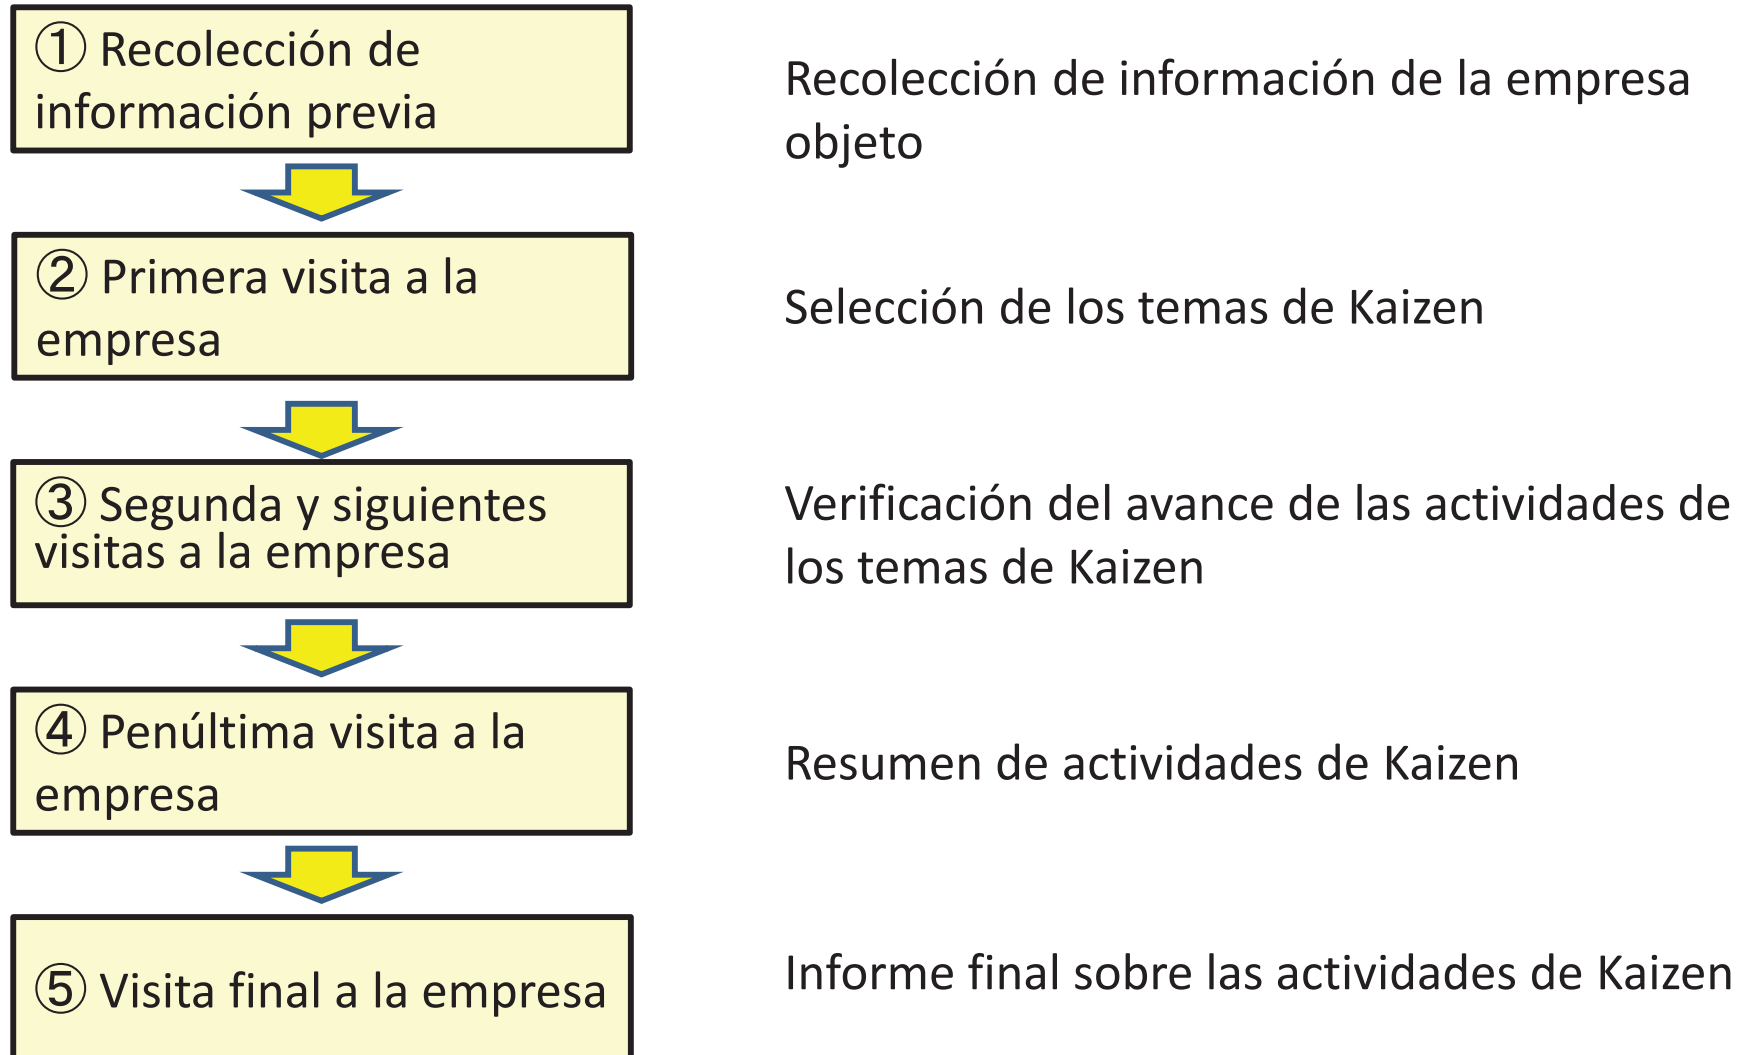 ① Recolección de
información previa
Recolección de información de la empresa
objeto
② Primera visita a la
empresa
Selección de los temas de Kaizen
③ Segunda y siguientes
visitas a la empresa
Verificación del avance de las actividades de
los temas de Kaizen
④ Penúltima visita a la
empresa
Resumen de actividades de Kaizen
⑤ Visita final a la empresa
Informe final sobre las actividades de Kaizen